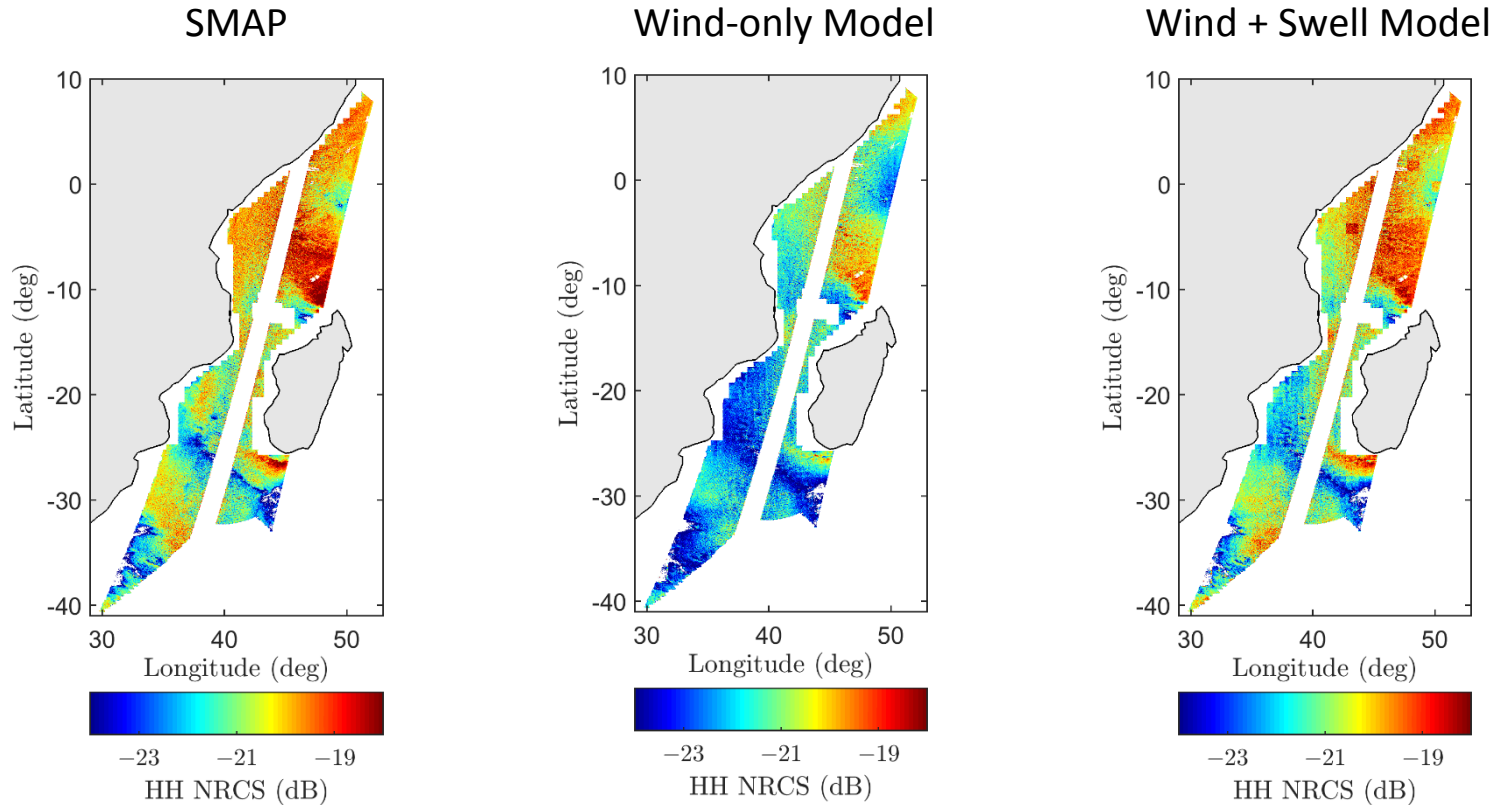 SMAP
Wind-only Model
Wind + Swell Model
10
0
-10
-20
-30
-40
Latitude (deg)
30 40 50
Longitude (deg)
−23 −21 −19
HH NRCS (dB)
10
0
-10
-20
-30
-40
Latitude (deg)
30 40 50
Longitude (deg)
−23 −21 −19
HH NRCS (dB)
10
0
-10
-20
-30
-40
Latitude (deg)
30 40 50
Longitude (deg)
−23 −21 −19
HH NRCS (dB)